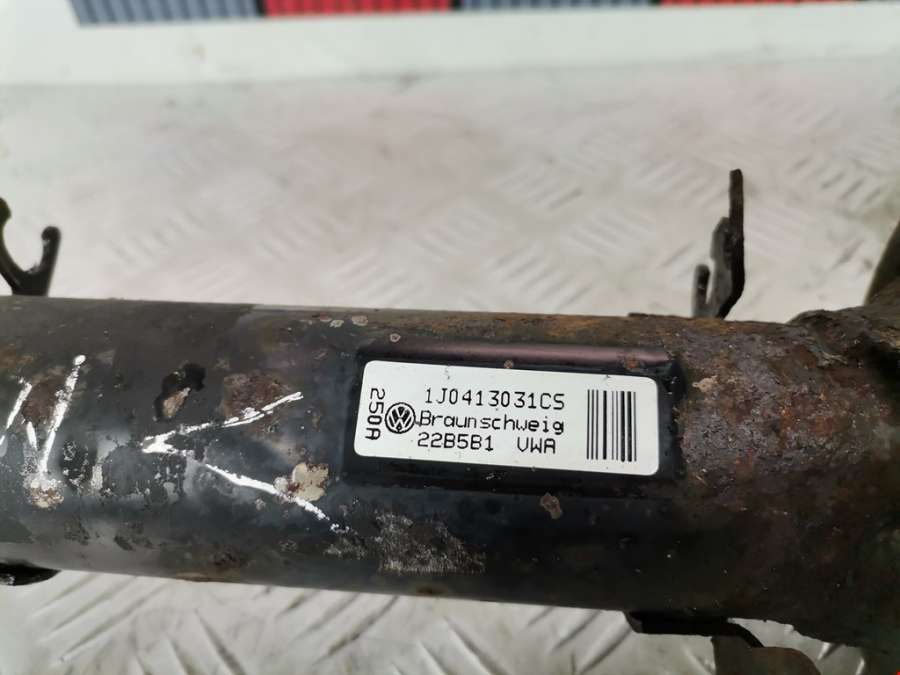 1J0413031CS
Braunschweig
22B5B1 VWA
250A